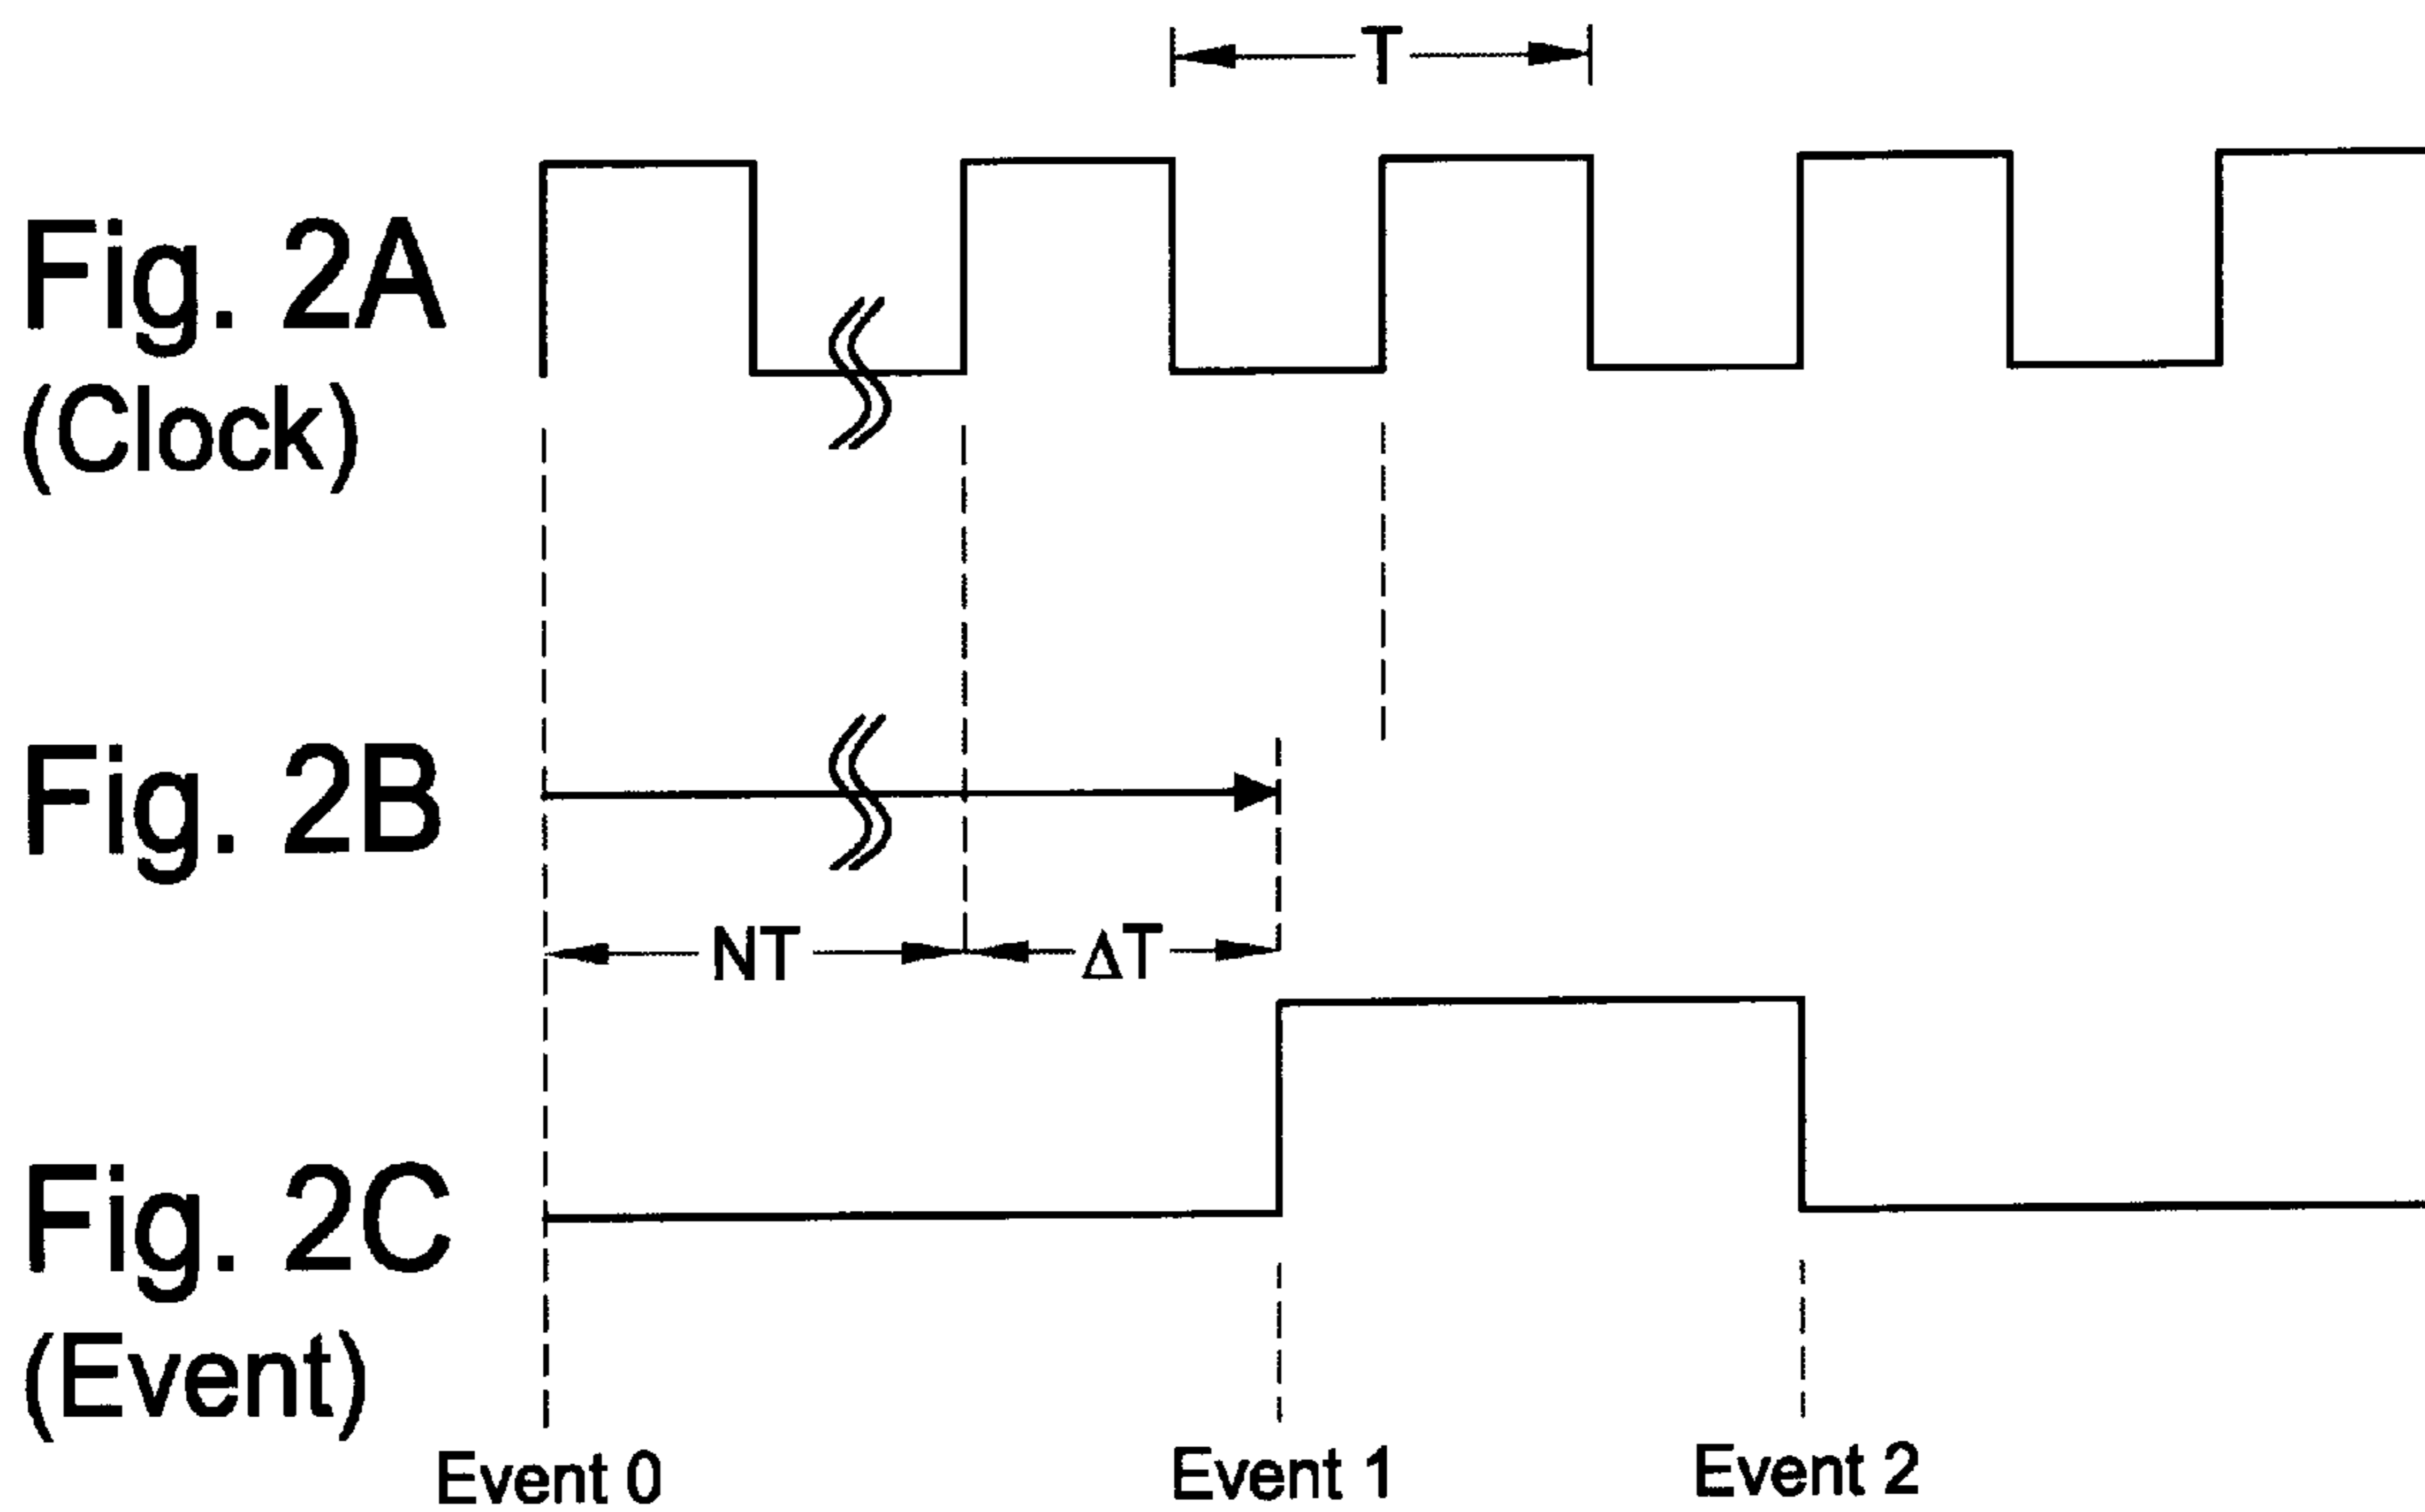 T
Fig. 2A
(Clock)
Fig. 2B
NT
ΔT
Fig. 2C
(Event)
Event 0
Event 1
Event 2